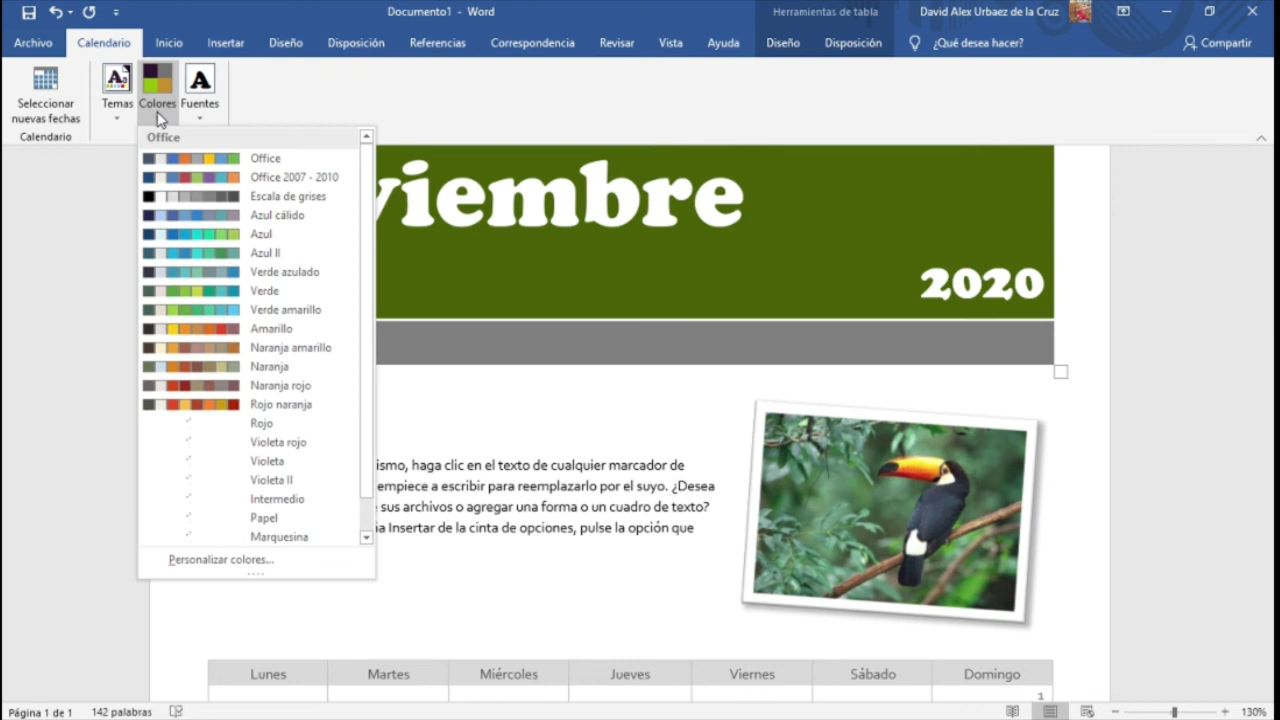 Documento1 - Word
Herramientas de tabla
David Alex Urbaez de la Cruz
Archivo
Calendario
Inicio
Insertar
Diseño
Disposición
Referencias
Correspondencia
Revisar
Vista
Ayuda
Diseño
Disposición
¿Qué desea hacer?
Compartir
Seleccionar
nuevas fechas
Temas
Colores
Fuentes
Calendario
Office
Office
Office 2007 - 2010
Escala de grises
Azul cálido
Azul
Azul II
Verde azulado
Verde
Verde amarillo
Amarillo
Naranja amarillo
Naranja
Naranja rojo
Rojo naranja
Rojo
Violeta rojo
Violeta
Violeta II
Intermedio
Papel
Marquesina
Personalizar colores...
viembre
2020
ismo, haga clic en el texto de cualquier marcador de
empiece a escribir para reemplazarlo por el suyo. ¿Desea
sus archivos o agregar una forma o un cuadro de texto?
Insertar de la cinta de opciones, pulse la opción que
Lunes
Martes
Miércoles
Jueves
Viernes
Sábado
Domingo
1
Página 1 de 1
142 palabras
130%